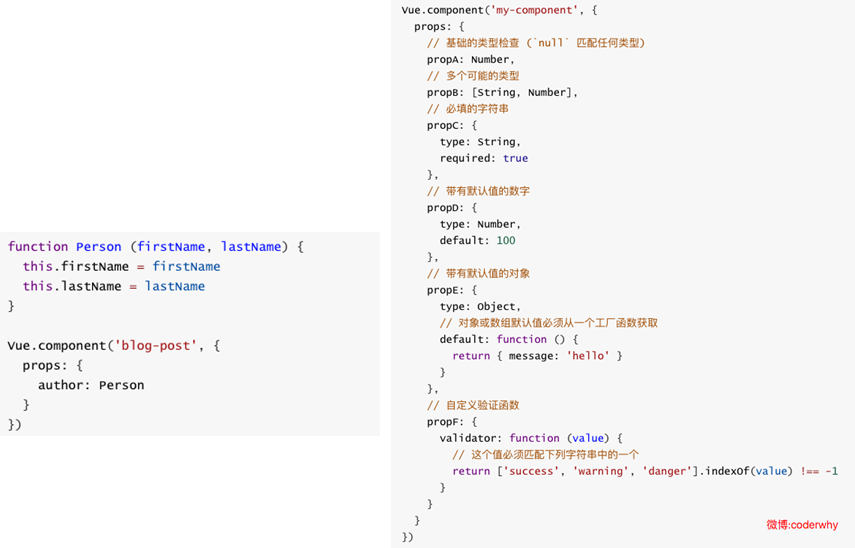 function Person (firstName, lastName) {
this.firstName = firstName
this.lastName = lastName
}
Vue.component('blog-post', {
props: {
author: Person
}
})
Vue.component('my-component', {
props: {
// 基础的类型检查 (`null` 匹配任何类型)
propA: Number,
// 多个可能的类型
propB: [String, Number],
// 必填的字符串
propC: {
type: String,
required: true
},
// 带有默认值的数字
propD: {
type: Number,
default: 100
},
// 带有默认值的对象
propE: {
type: Object,
// 对象或数组默认值必须从一个工厂函数获取
default: function () {
return { message: 'hello' }
}
},
// 自定义验证函数
propF: {
validator: function (value) {
// 这个值必须匹配下列字符串中的一个
return ['success', 'warning', 'danger'].indexOf(value) !== -1
}
}
}
})
微博:coderwhy